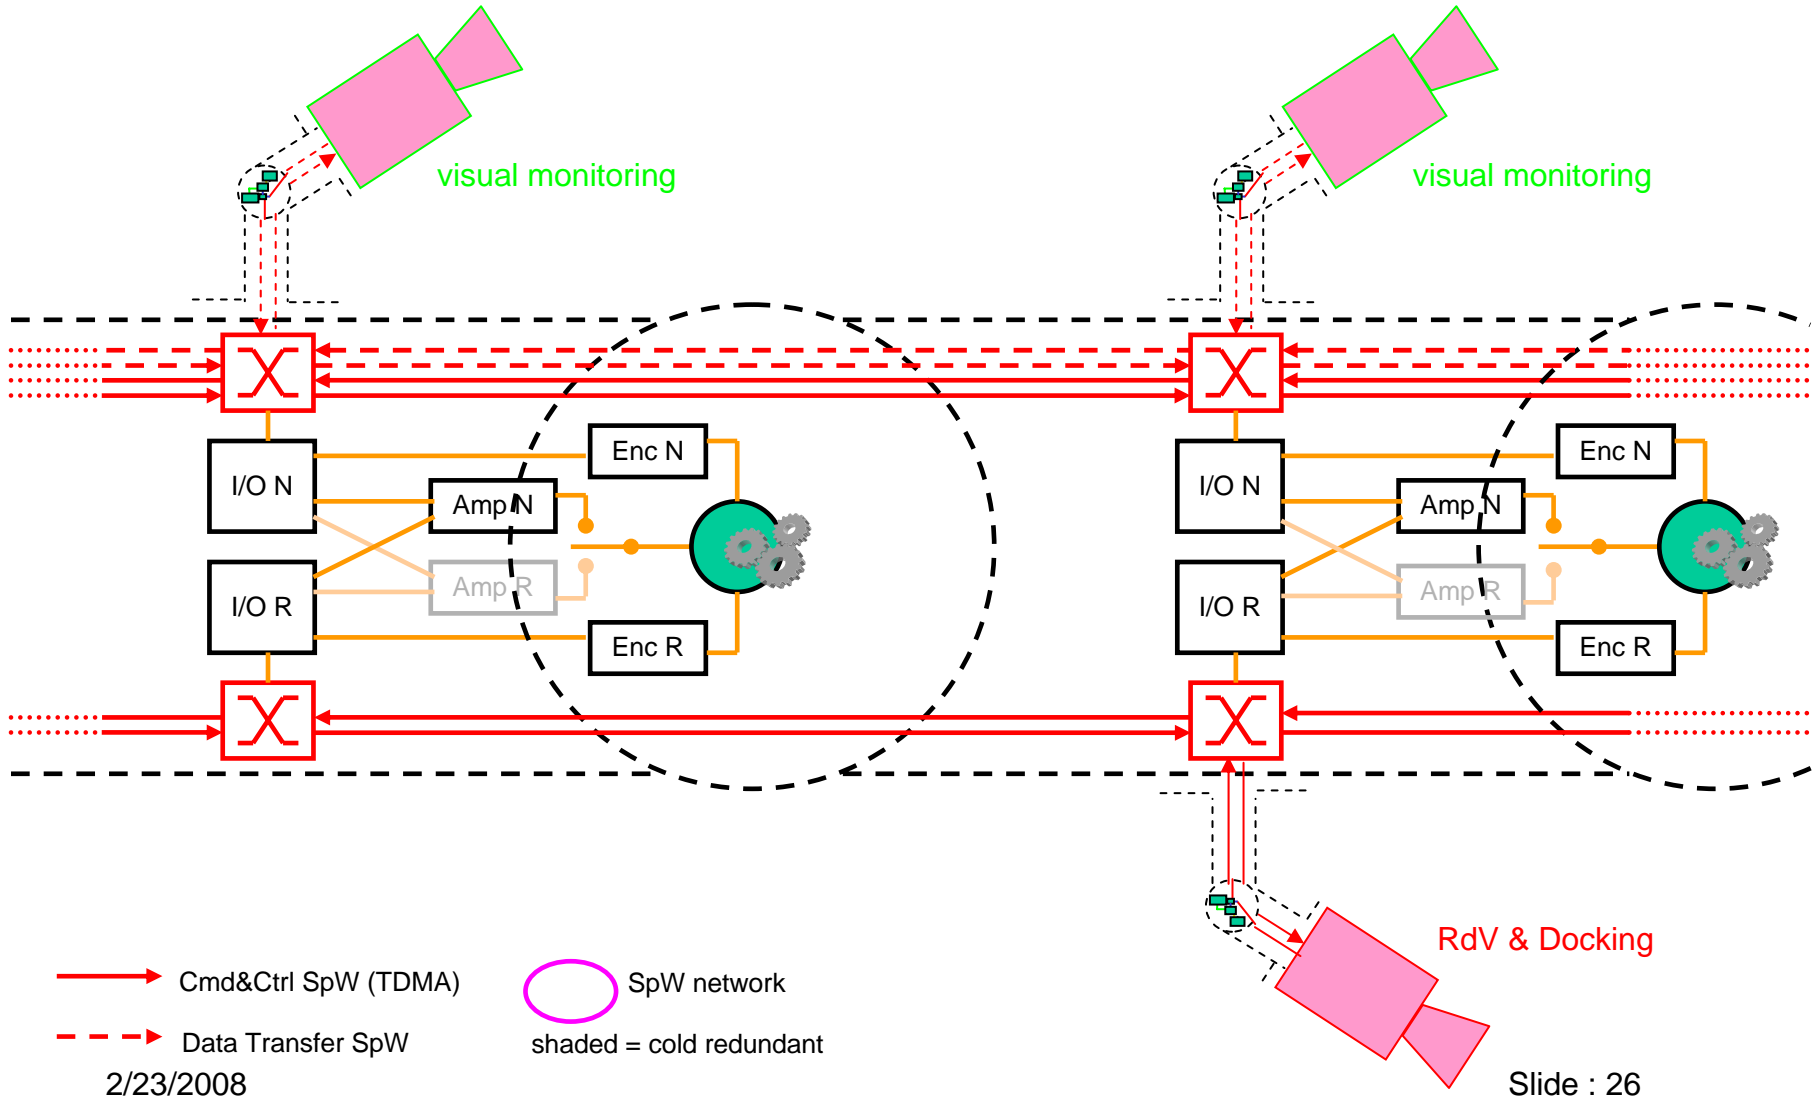 visual monitoring
visual monitoring
Enc N
Enc N
I/O N
Amp N
I/O N
Amp N
I/O R
Amp R
I/O R
Amp R
Enc R
Enc R
RdV & Docking
Cmd&Ctrl SpW (TDMA)
SpW network
Data Transfer SpW
shaded = cold redundant
2/23/2008
Slide : 26